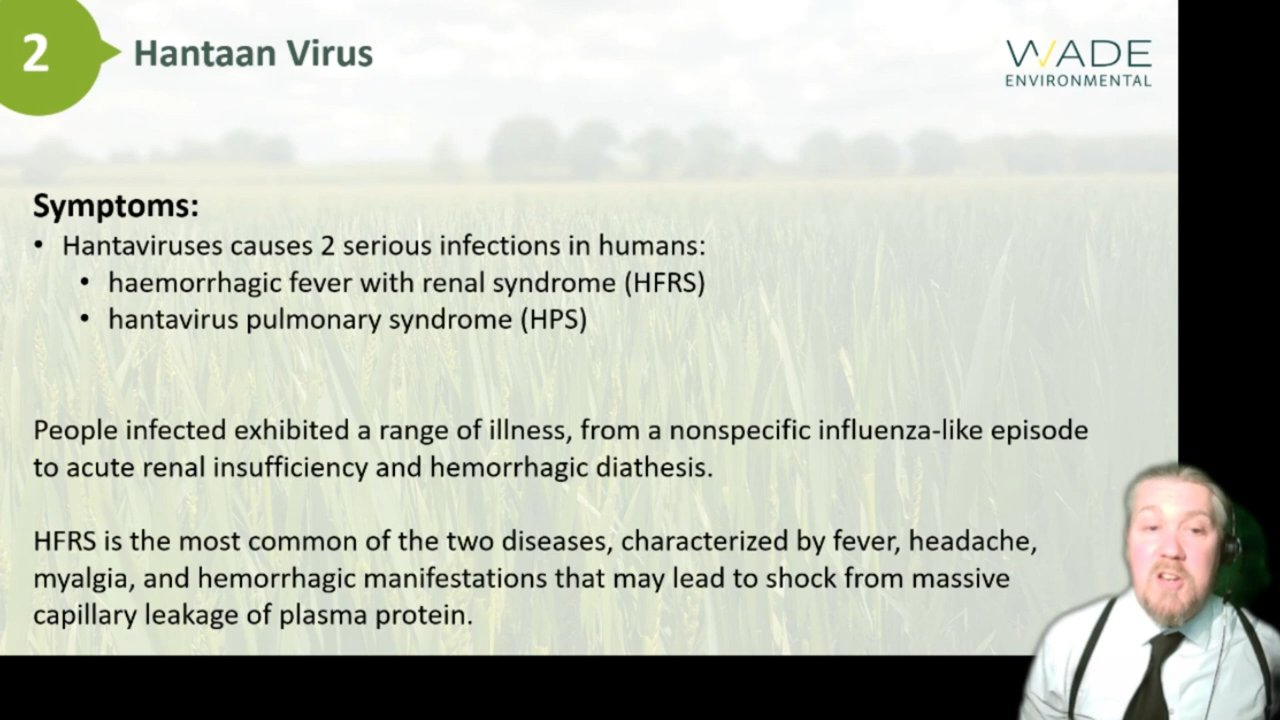 2
Hantaan Virus
WADE
ENVIRONMENTAL
Symptoms:
• Hantaviruses causes 2 serious infections in humans:
• haemorrhagic fever with renal syndrome (HFRS)
• hantavirus pulmonary syndrome (HPS)
People infected exhibited a range of illness, from a nonspecific influenza-like episode
to acute renal insufficiency and hemorrhagic diathesis.
HFRS is the most common of the two diseases, characterized by fever, headache,
myalgia, and hemorrhagic manifestations that may lead to shock from massive
capillary leakage of plasma protein.